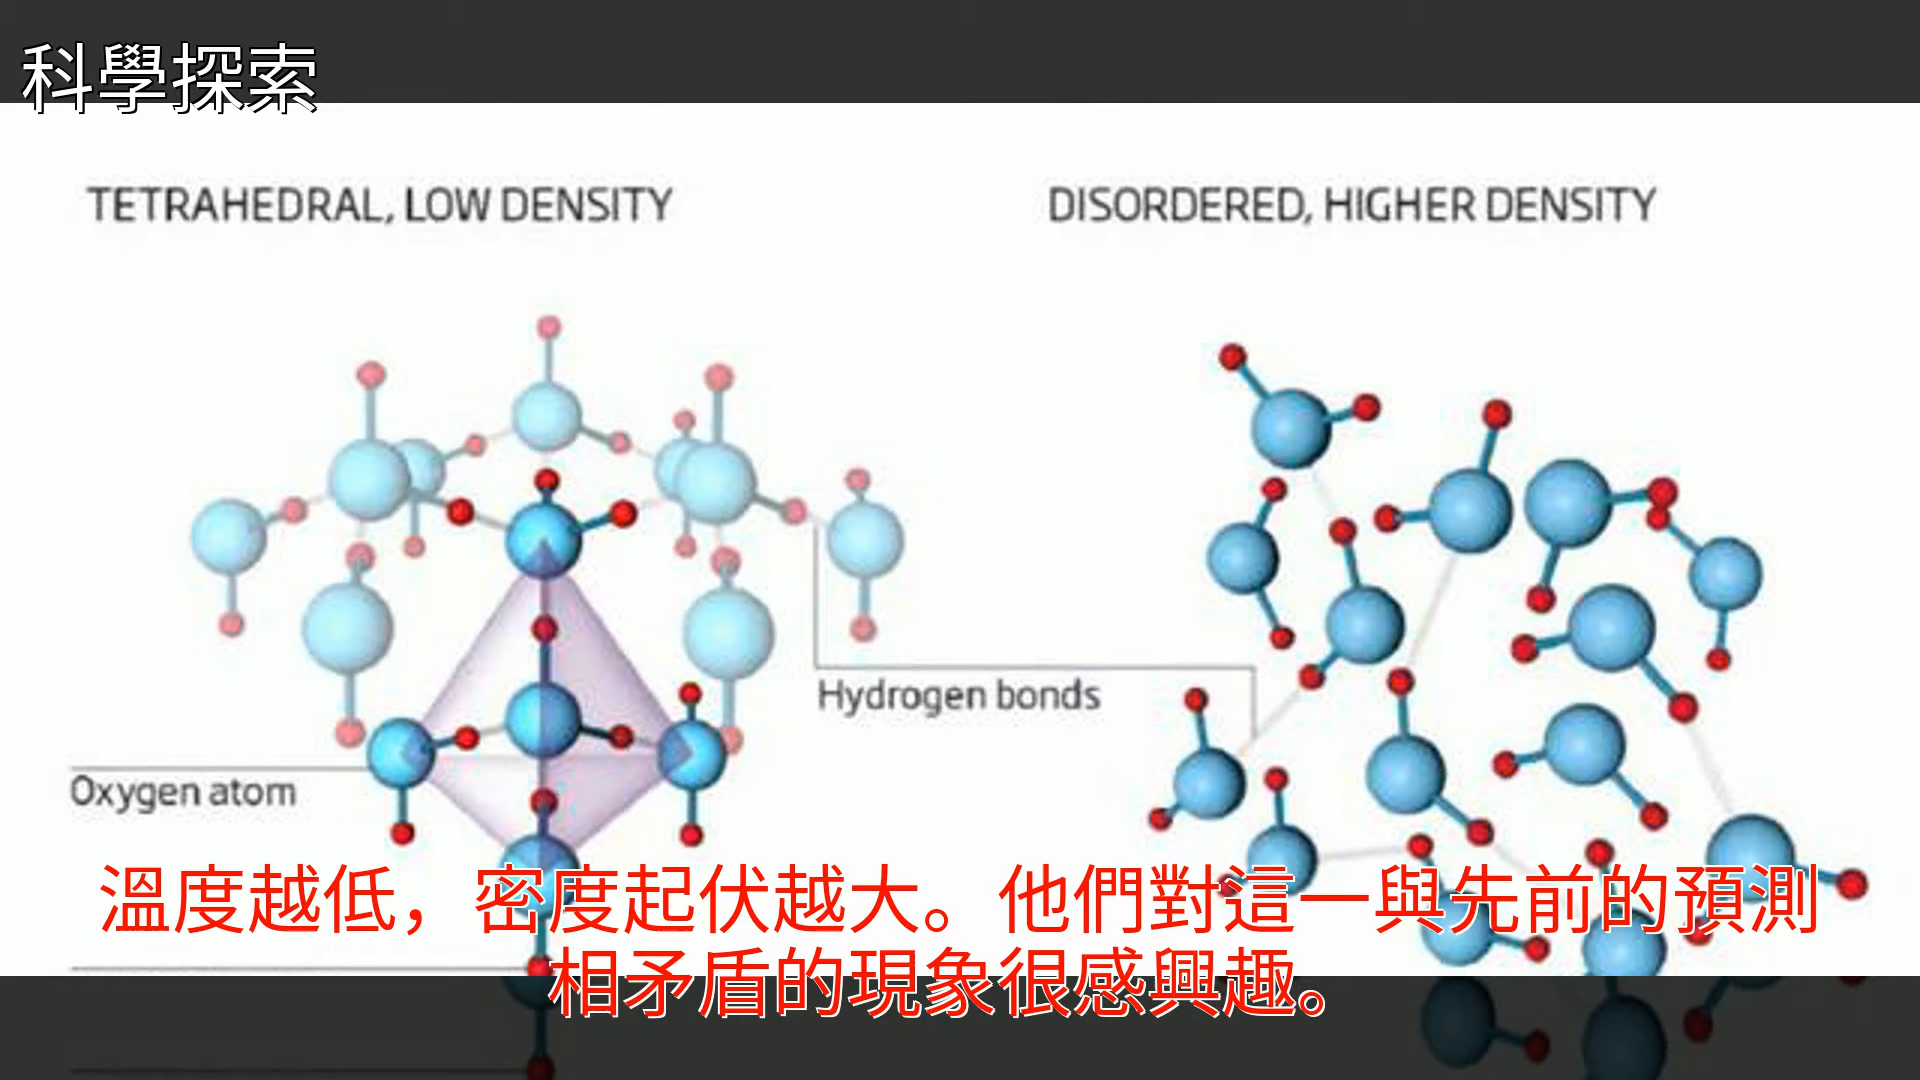 科學探索
TETRAHEDRAL, LOW DENSITY
DISORDERED, HIGHER DENSITY
Hydrogen bonds
Oxygen atom
溫度越低，密度起伏越大。他們對這一與先前的預測
相矛盾的現象很感興趣。